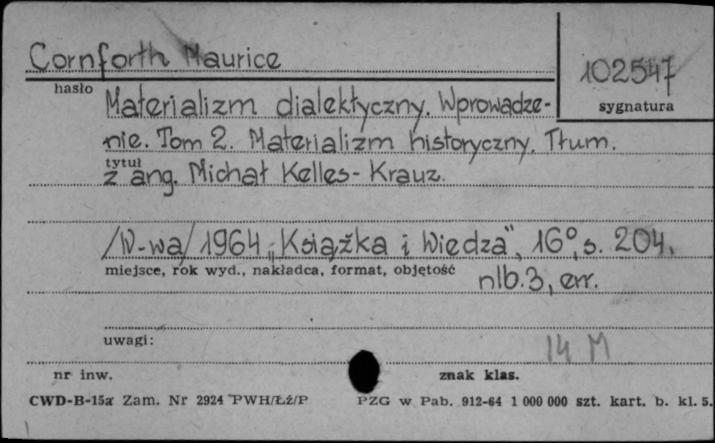 Cornforth Maurice
102547
hasło
sygnatura
Materializm dialektyczny. Wprowadze-
nie. Tom 2. Materializm historyczny. Tłum.
tytuł
z ang. Michał Kelles-Krauz.
/W-wa/ 1964 „Książka i Wiedza", 16°, s. 204,
miejsce, rok wyd., nakładca, format, objętość
nlb. 3, err.
uwagi:
14 M
nr inw.
znak klas.
CWD-B-15a Zam. Nr 2924 PWH/Łź/P
PZG w Pab. 912-64 1 000 000 szt. kart. b. kl. 5.